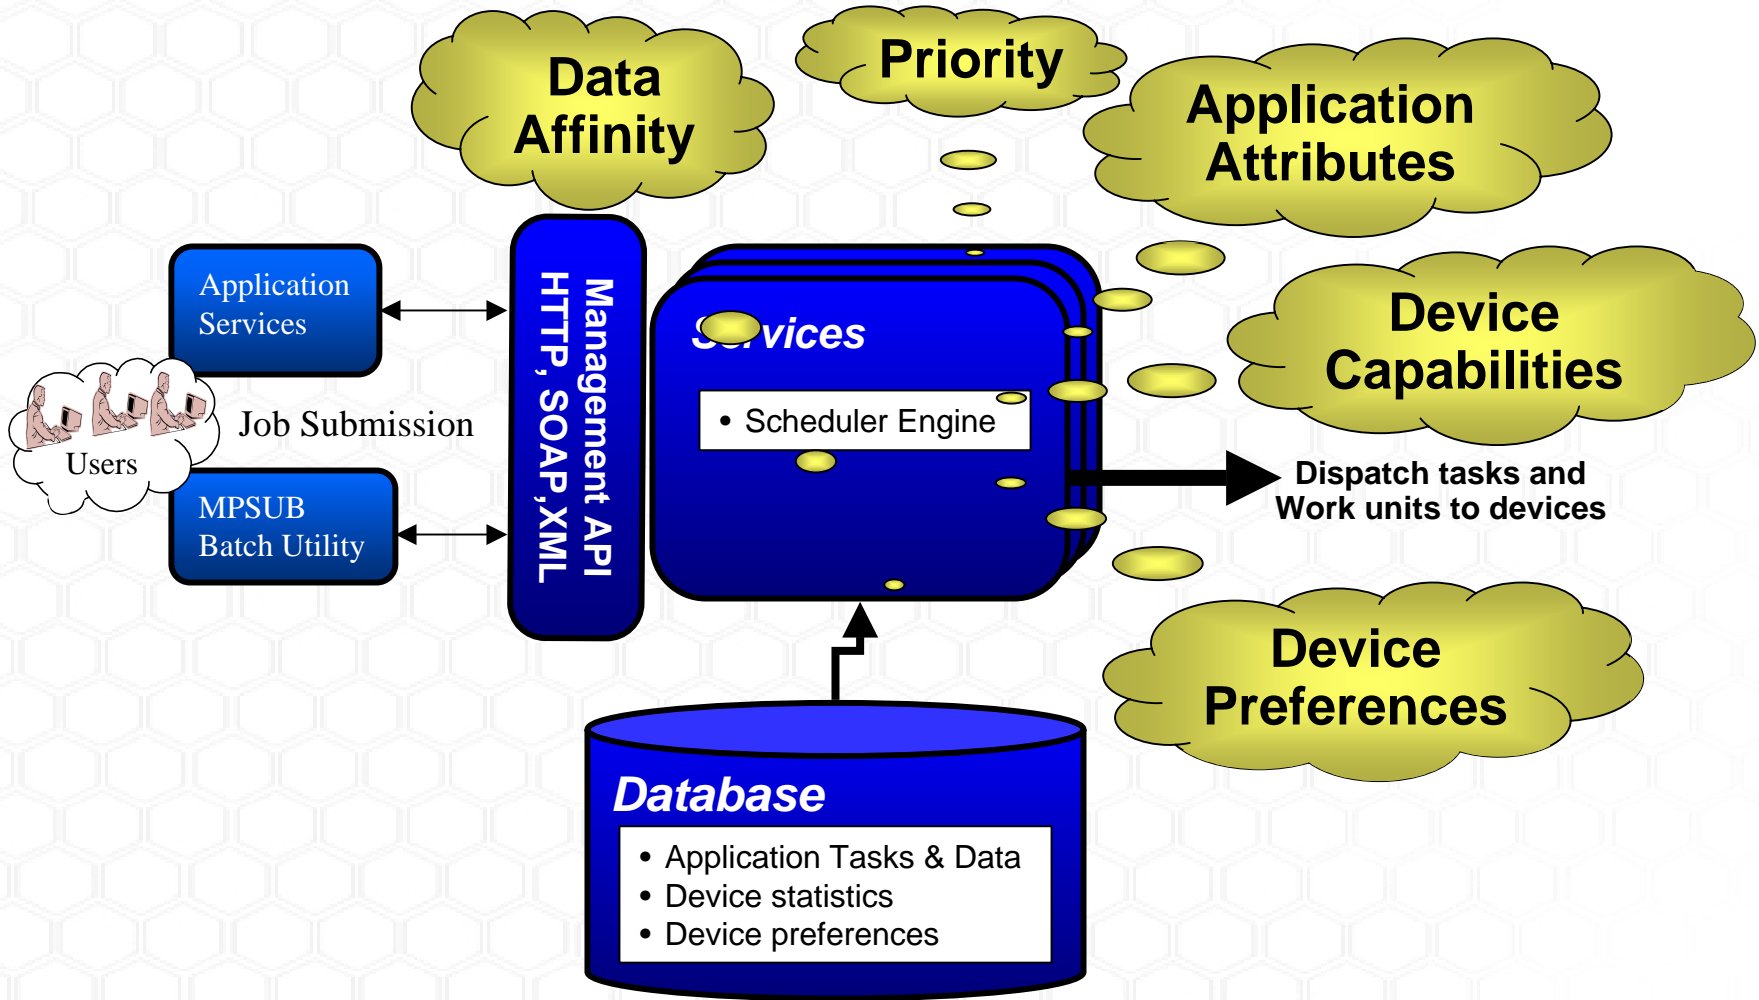 Data
Affinity
Priority
Application
Attributes
Device
Capabilities
Device
Preferences
Application
Services
Users
Job Submission
MPSUB
Batch Utility
Management API
HTTP, SOAP,XML
Services
• Scheduler Engine
Dispatch tasks and
Work units to devices
Database
• Application Tasks & Data
• Device statistics
• Device preferences